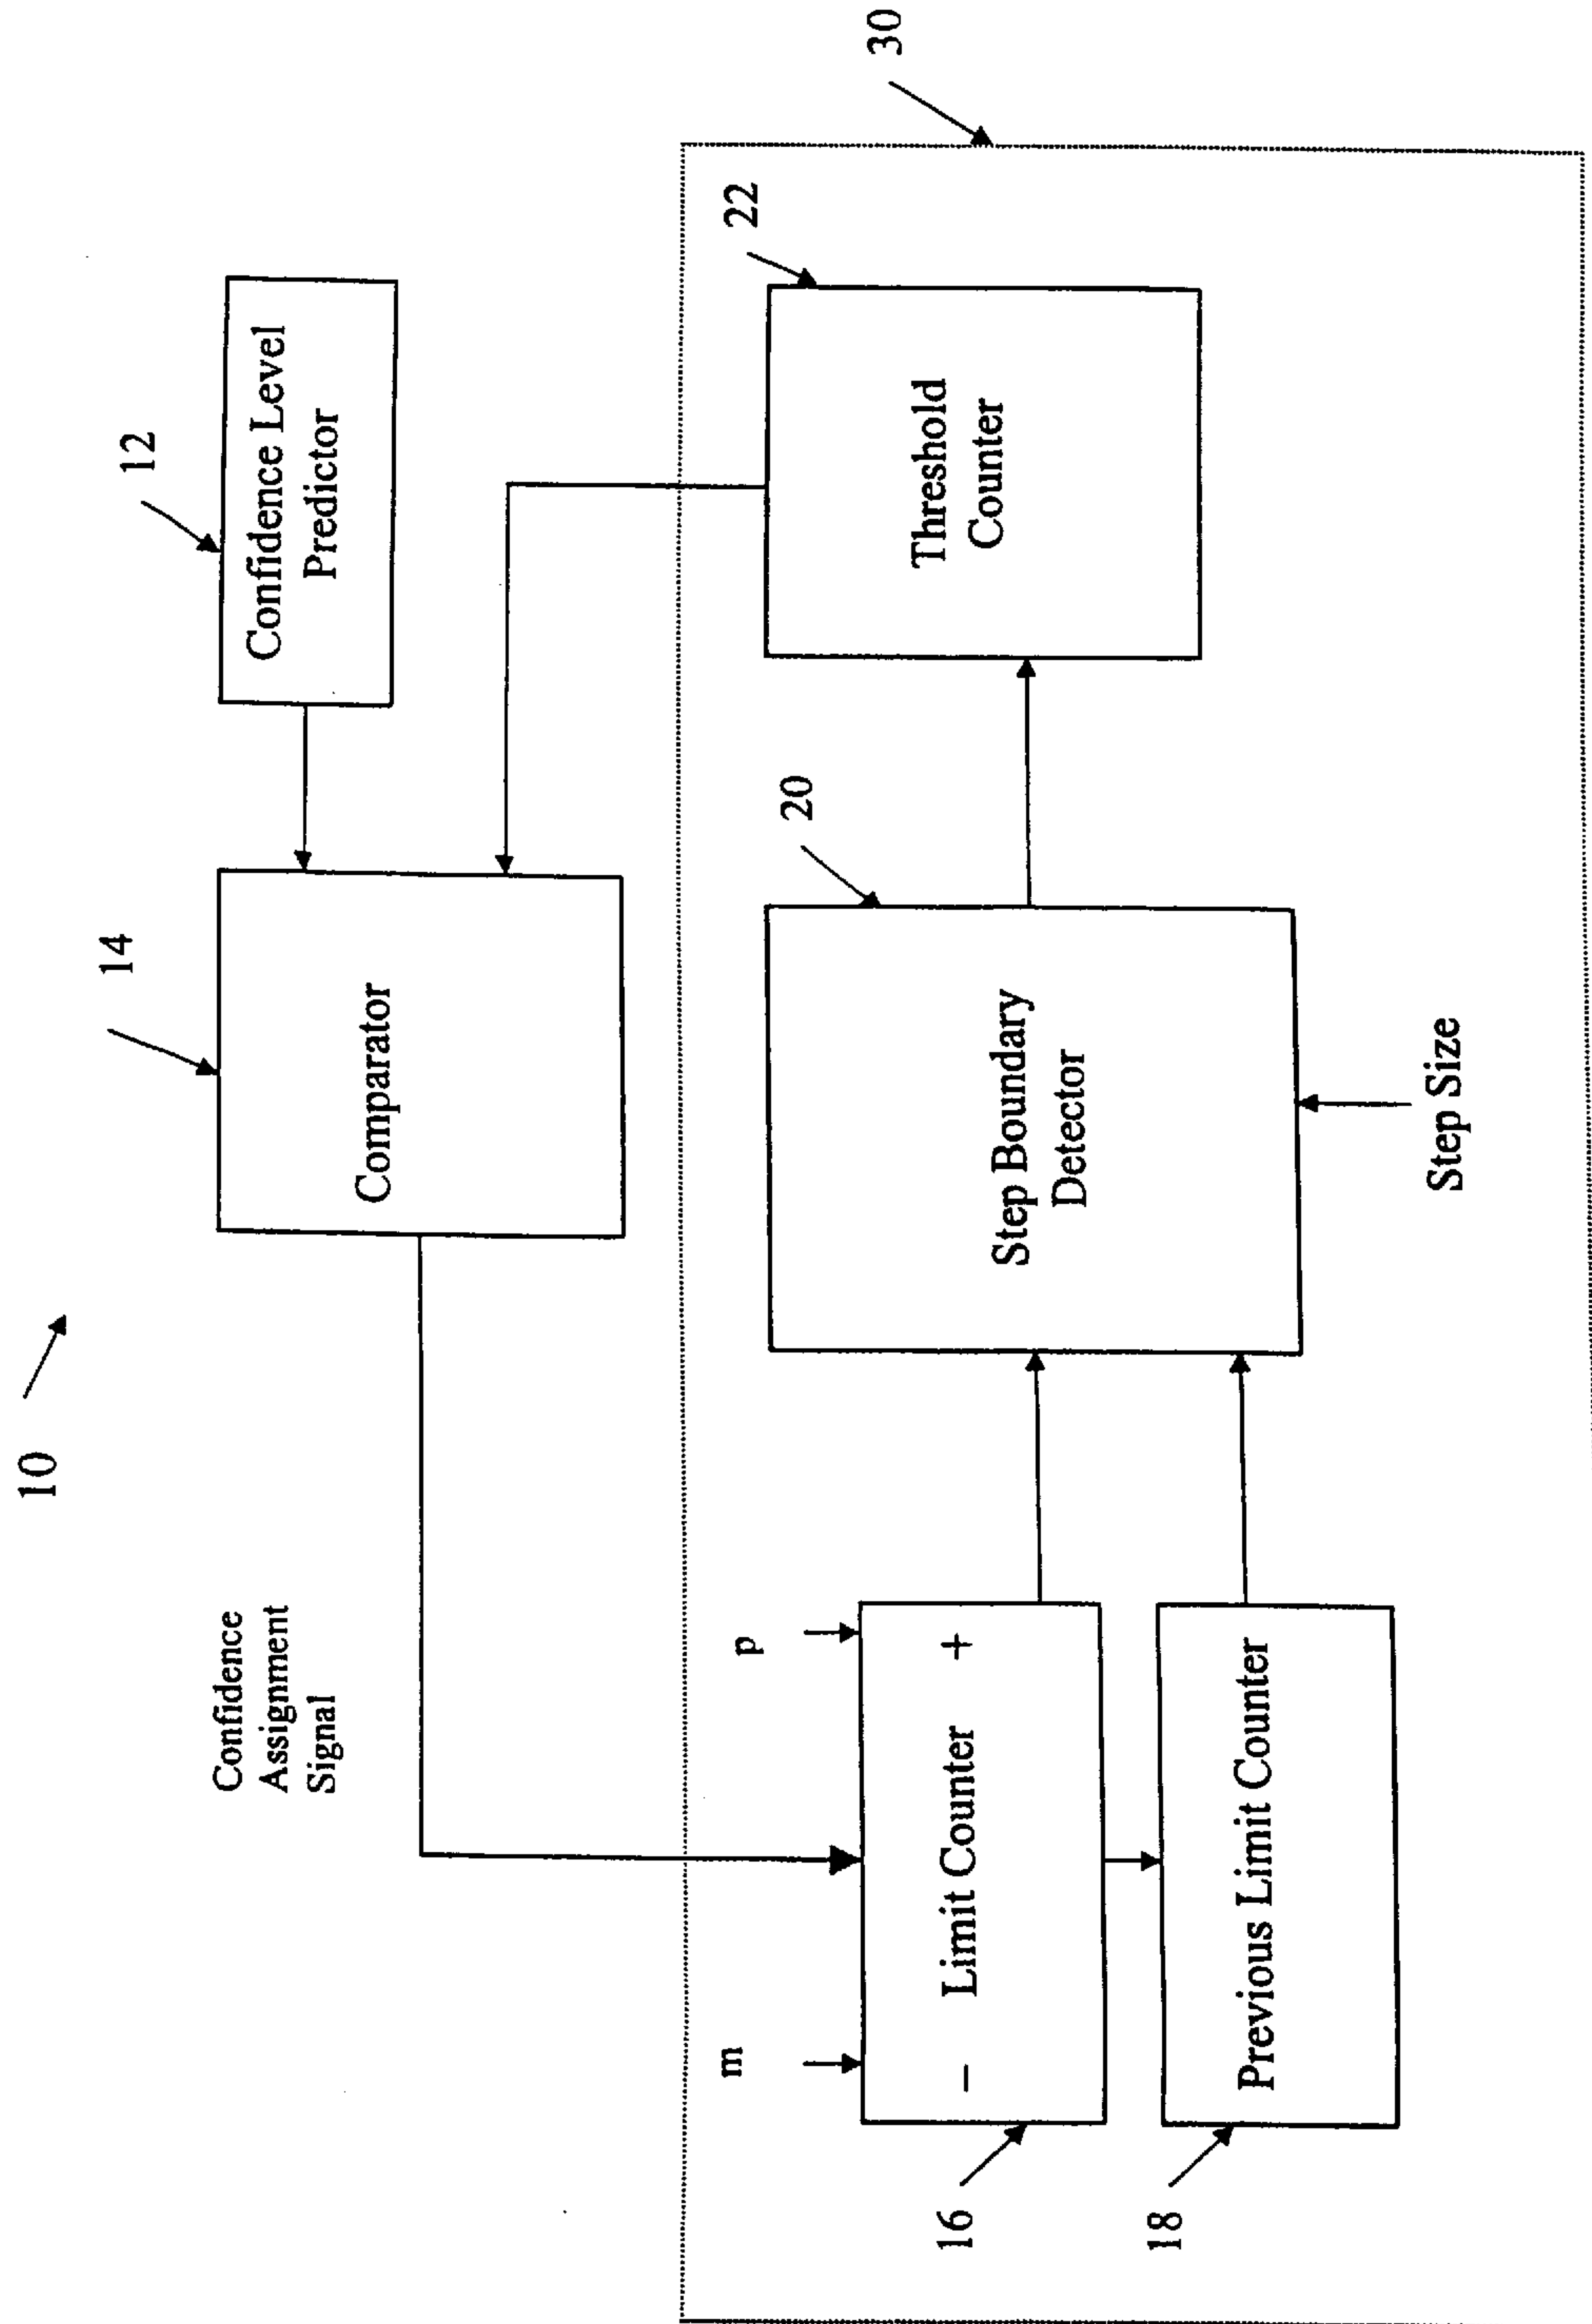 10
14
12
Confidence Level
Predictor
Comparator
Confidence
Assignment
Signal
30
m
p
20
22
16
− Limit Counter +
Step Boundary
Detector
Threshold
Counter
18
Previous Limit Counter
Step Size